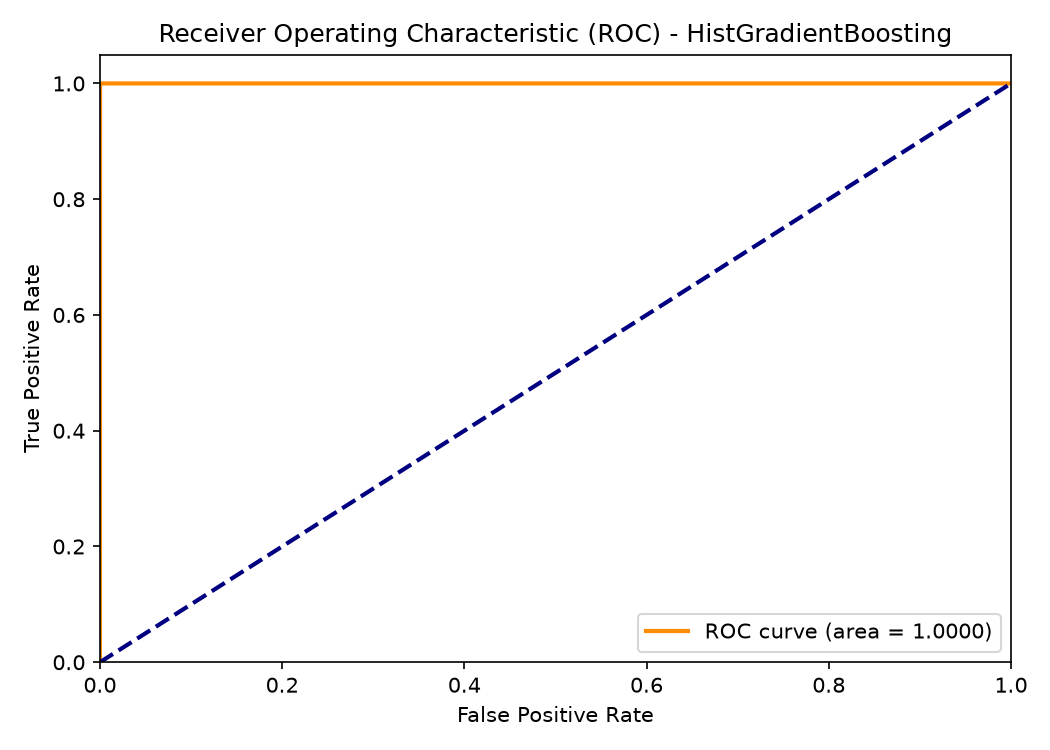 Receiver Operating Characteristic (ROC) - HistGradientBoosting
True Positive Rate
1.0
0.8
0.6
0.4
0.2
0.0
ROC curve (area = 1.0000)
0.0 0.2 0.4 0.6 0.8 1.0
False Positive Rate